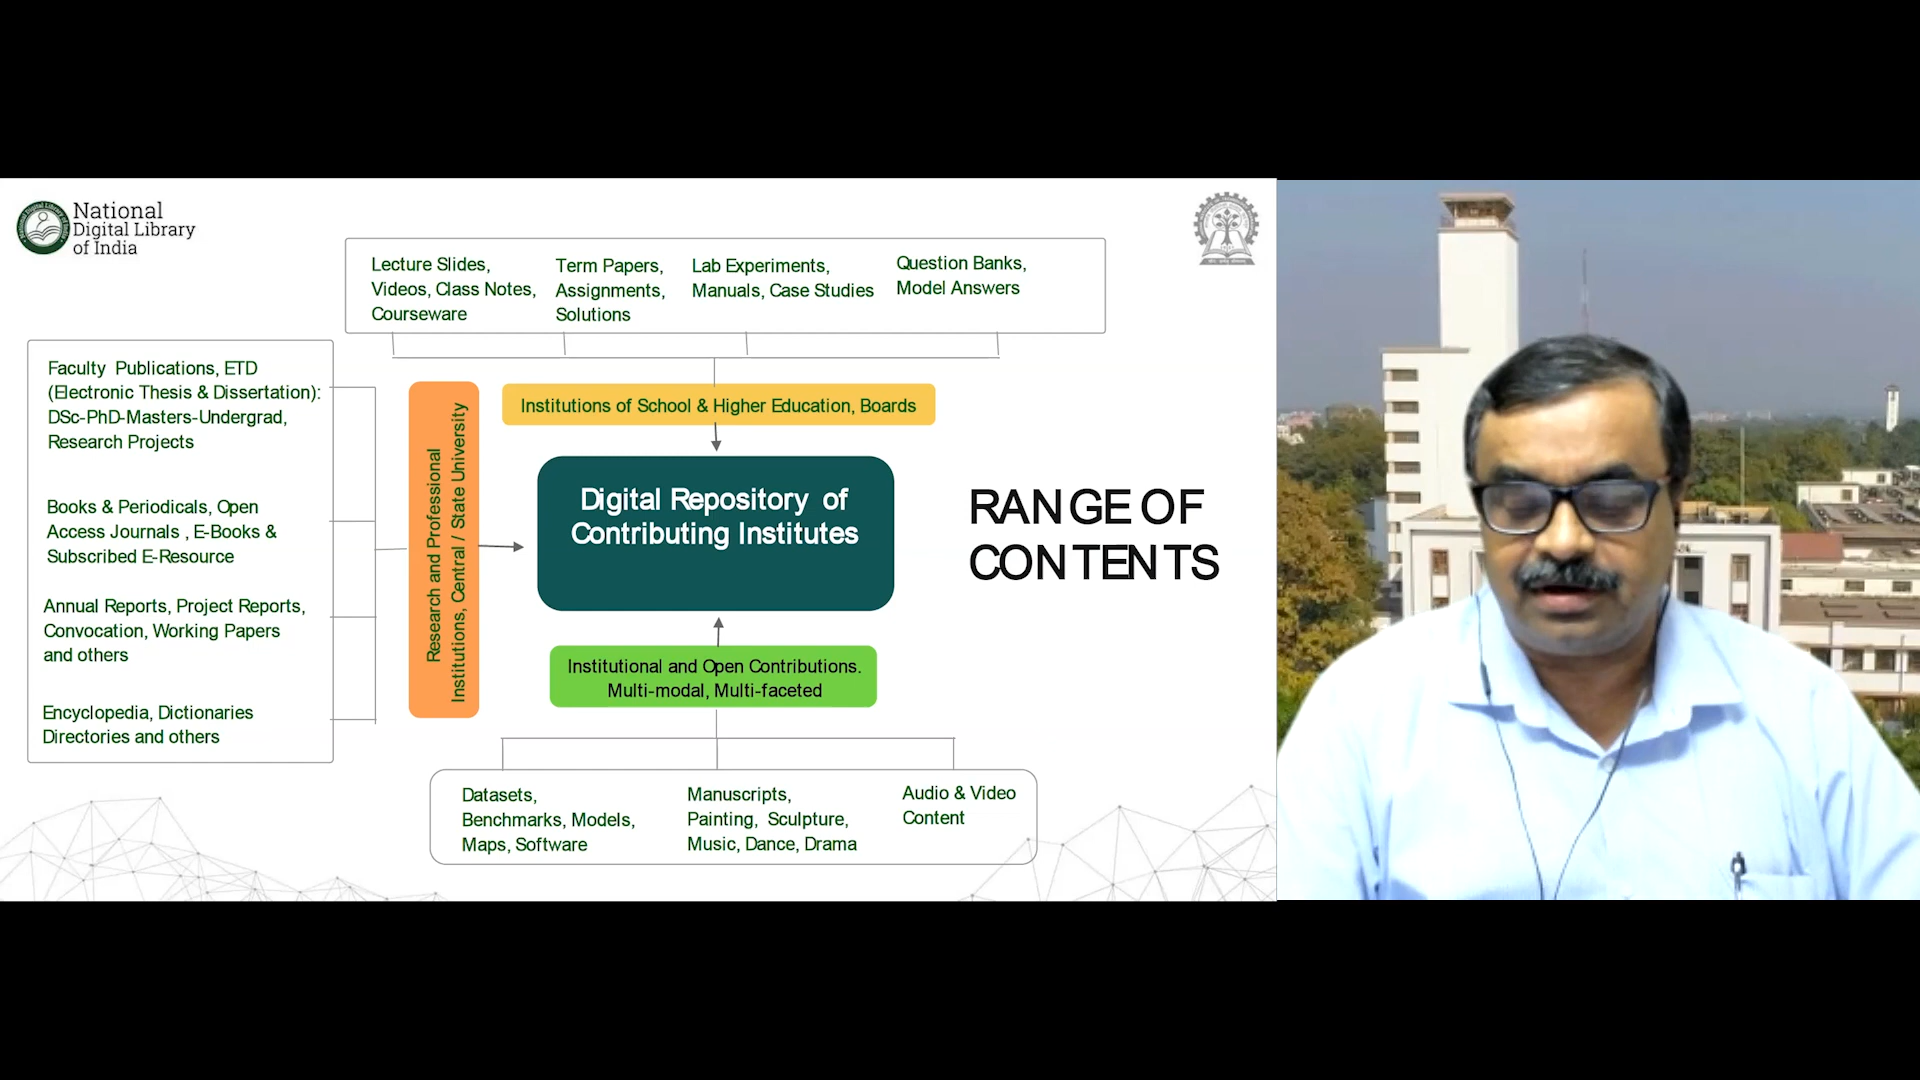 National
Digital Library
of India
Lecture Slides,
Videos, Class Notes,
Courseware
Term Papers,
Assignments,
Solutions
Lab Experiments,
Manuals, Case Studies
Question Banks,
Model Answers
Faculty Publications, ETD
(Electronic Thesis & Dissertation):
DSc-PhD-Masters-Undergrad,
Research Projects
Books & Periodicals, Open
Access Journals , E-Books &
Subscribed E-Resource
Annual Reports, Project Reports,
Convocation, Working Papers
and others
Encyclopedia, Dictionaries
Directories and others
Research and Professional
Institutions, Central / State University
Institutions of School & Higher Education, Boards
Digital Repository of
Contributing Institutes
RANGE OF
CONTENTS
Institutional and Open Contributions.
Multi-modal, Multi-faceted
Datasets,
Benchmarks, Models,
Maps, Software
Manuscripts,
Painting, Sculpture,
Music, Dance, Drama
Audio & Video
Content